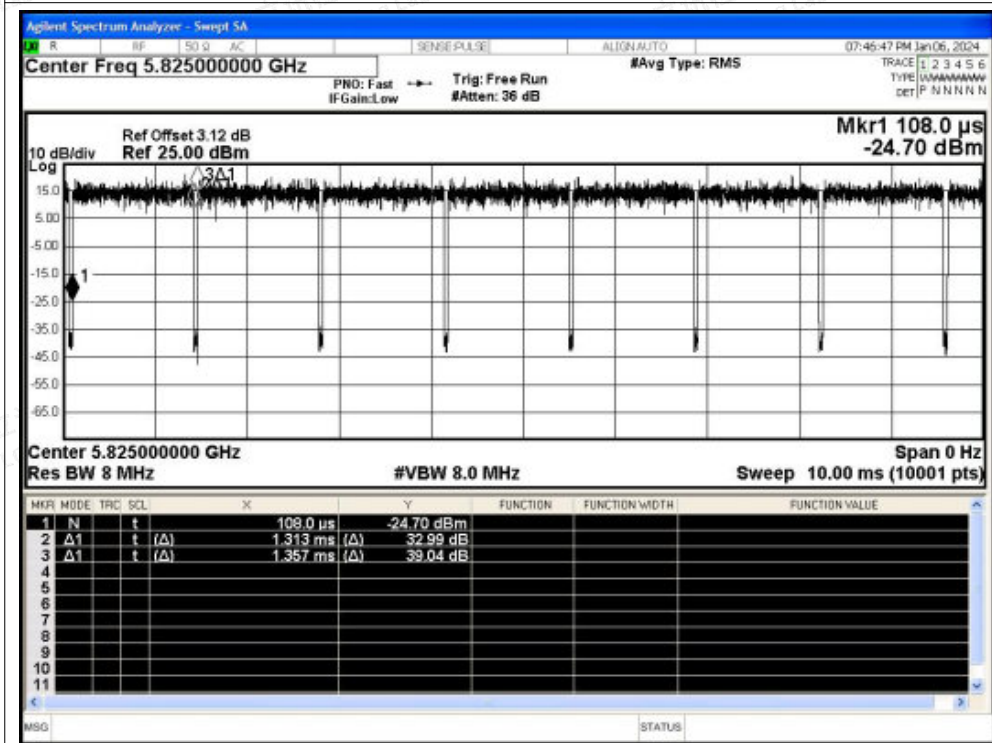 Agilent Spectrum Analyzer - Swept SA
R RF 50 Ω AC SENSE:PULSE ALIGN AUTO 07:46:47 PM Jan 06, 2024
Center Freq 5.825000000 GHz #Avg Type: RMS TRACE 1 2 3 4 5 6
PNO: Fast Trig: Free Run TYPE WWWWWW
IFGain:Low #Atten: 36 dB DET P N N N N N
Ref Offset 3.12 dB Mkr1 108.0 µs
10 dB/div Ref 25.00 dBm -24.70 dBm
Log
3Δ1
15.0
5.00
-5.00
-15.0
1
-25.0
-35.0
-45.0
-55.0
-65.0
Center 5.825000000 GHz Span 0 Hz
Res BW 8 MHz #VBW 8.0 MHz Sweep 10.00 ms (10001 pts)
MKR MODE TRC SCL X Y FUNCTION FUNCTION WIDTH FUNCTION VALUE
1 N t 108.0 µs -24.70 dBm
2 Δ1 t (Δ) 1.313 ms (Δ) 32.99 dB
3 Δ1 t (Δ) 1.357 ms (Δ) 39.04 dB
4
5
6
7
8
9
10
11
MSG STATUS